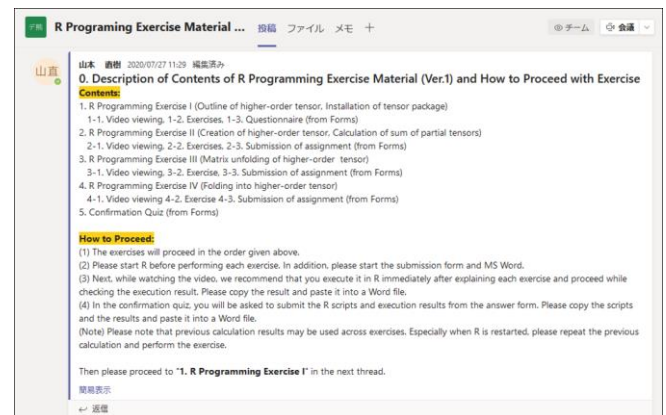 R Programing Exercise Material ... 投稿 ファイル メモ +
チーム 会議
山直
山本 直樹 2020/07/27 11:29 編集済み
0. Description of Contents of R Programming Exercise Material (Ver.1) and How to Proceed with Exercise
Contents:
1. R Programming Exercise I (Outline of higher-order tensor, Installation of tensor package)
1-1. Video viewing, 1-2. Exercises, 1-3. Questionnaire (from Forms)
2. R Programming Exercise II (Creation of higher-order tensor, Calculation of sum of partial tensors)
2-1. Video viewing, 2-2. Exercises, 2-3. Submission of assignment (from Forms)
3. R Programming Exercise III (Matrix unfolding of higher-order tensor)
3-1. Video viewing, 3-2. Exercise, 3-3. Submission of assignment (from Forms)
4. R Programming Exercise IV (Folding into higher-order tensor)
4-1. Video viewing 4-2. Exercise 4-3. Submission of assignment (from Forms)
5. Confirmation Quiz (from Forms)
How to Proceed:
(1) The exercises will proceed in the order given above.
(2) Please start R before performing each exercise. In addition, please start the submission form and MS Word.
(3) Next, while watching the video, we recommend that you execute it in R immediately after explaining each exercise and proceed while
checking the execution result. Please copy the result and paste it into a Word file.
(4) In the confirmation quiz, you will be asked to submit the R scripts and execution results from the answer form. Please copy the scripts
and the results and paste it into a Word file.
(Note) Please note that previous calculation results may be used across exercises. Especially when R is restarted, please repeat the previous
calculation and perform the exercise.
Then please proceed to "1. R Programming Exercise I" in the next thread.
簡易表示
返信